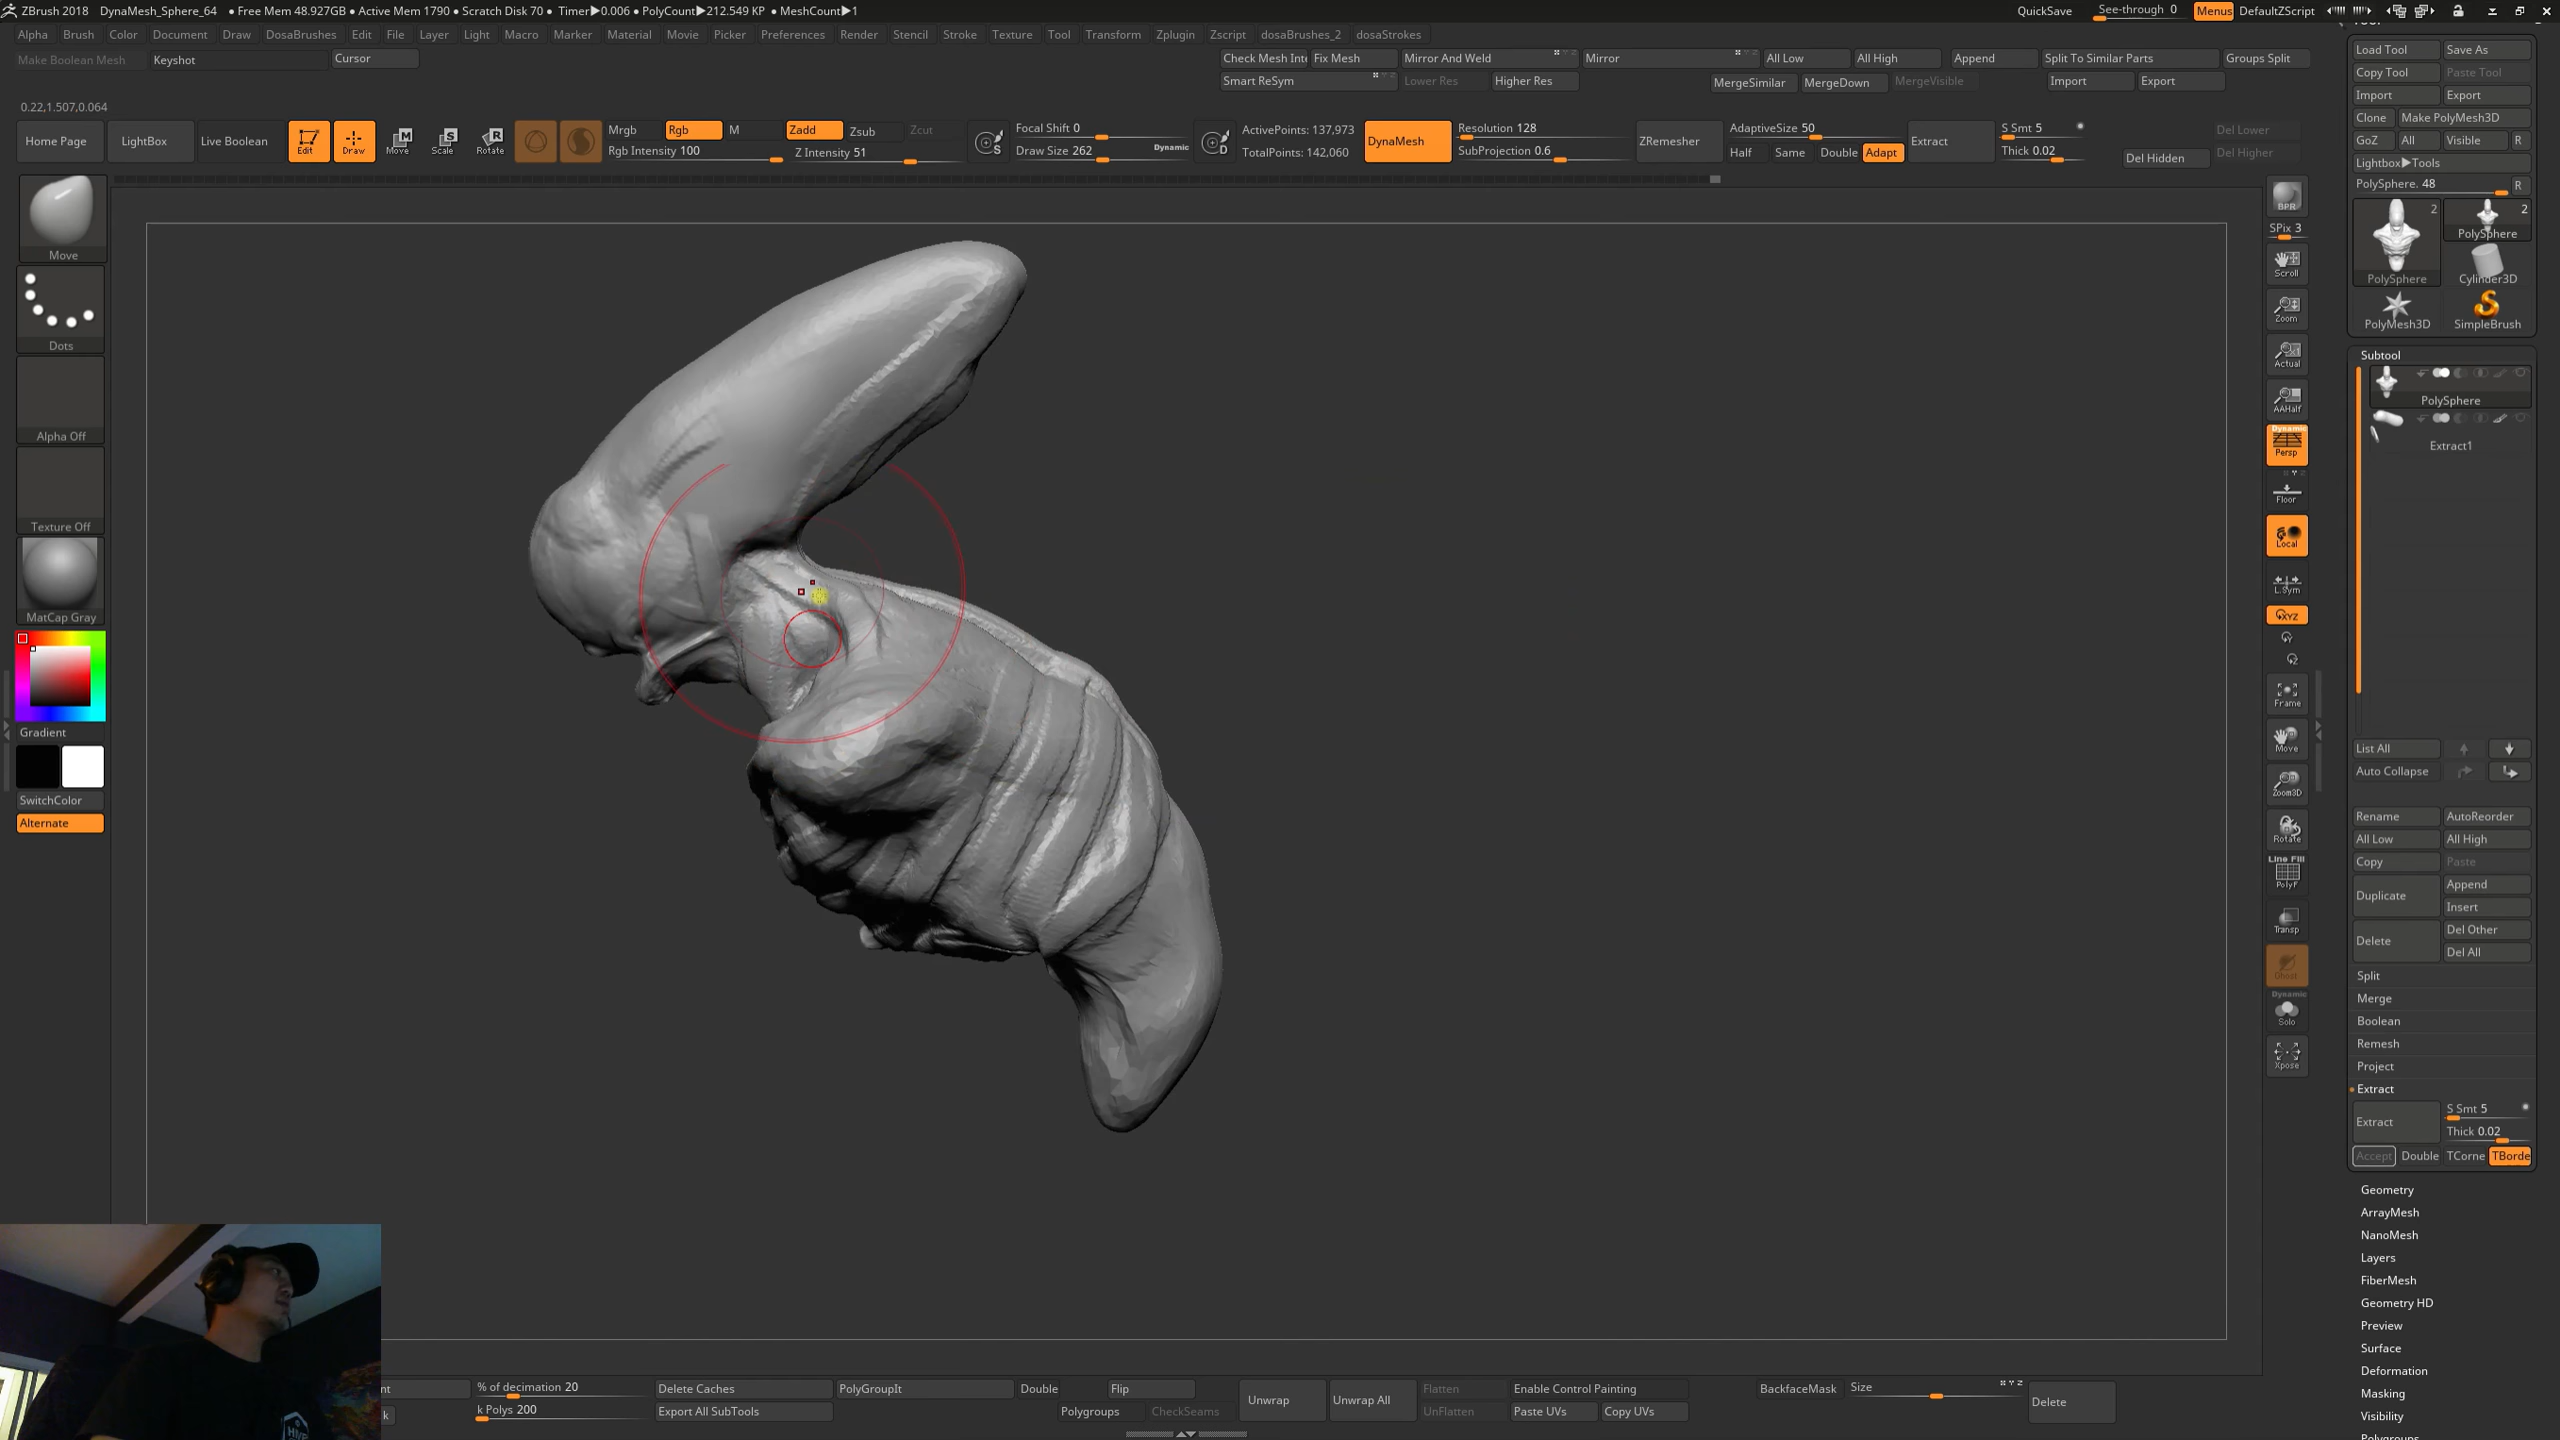 ZBrush 2018 DynaMesh_Sphere_64 • Free Mem 48.927GB • Active Mem 1790 • Scratch Disk 70 • Timer▶0.006 • PolyCount▶212.549 KP • MeshCount▶1
QuickSave See-through 0 Menus DefaultZScript
Alpha Brush Color Document Draw DosaBrushes Edit File Layer Light Macro Marker Material Movie Picker Preferences Render Stencil Stroke Texture Tool Transform Zplugin Zscript dosaBrushes_2 dosaStrokes
Make Boolean Mesh Keyshot Cursor
Check Mesh Int Fix Mesh Mirror And Weld Mirror All Low All High Append Split To Similar Parts Groups Split
Smart ReSym Lower Res Higher Res MergeSimilar MergeDown MergeVisible Import Export
0.22,1.507,0.064
Home Page LightBox Live Boolean Edit Draw Move Scale Rotate
Mrgb Rgb M Zadd Zsub Zcut
Rgb Intensity 100 Z Intensity 51
Focal Shift 0
Draw Size 262 Dynamic
ActivePoints: 137,973
TotalPoints: 142,060
DynaMesh
Resolution 128
SubProjection 0.6
ZRemesher
AdaptiveSize 50
Half Same Double Adapt
Extract
S Smt 5
Thick 0.02
Del Hidden
Del Lower
Del Higher
Move
Dots
Alpha Off
Texture Off
MatCap Gray
Gradient
SwitchColor
Alternate
BPR
SPix 3
Scroll
Zoom
Actual
AAHalf
Dynamic
Persp
Floor
Local
L.Sym
XYZ
Frame
Move
Zoom3D
Rotate
Line Fill
PolyF
Transp
Ghost
Dynamic
Solo
Xpose
Load Tool Save As
Copy Tool Paste Tool
Import Export
Clone Make PolyMesh3D
GoZ All Visible R
Lightbox▶Tools
PolySphere. 48 R
2 2
PolySphere
PolySphere Cylinder3D
PolyMesh3D SimpleBrush
Subtool
PolySphere
Extract1
List All
Auto Collapse
Rename AutoReorder
All Low All High
Copy Paste
Duplicate Append
Insert
Delete Del Other
Del All
Split
Merge
Boolean
Remesh
Project
Extract
Extract S Smt 5
Thick 0.02
Accept Double TCorne TBorde
Geometry
ArrayMesh
NanoMesh
Layers
FiberMesh
Geometry HD
Preview
Surface
Deformation
Masking
Visibility
Polygroups
nt % of decimation 20 Delete Caches PolyGroupIt Double Flip Unwrap Unwrap All Flatten Enable Control Painting BackfaceMask Size Delete
k k Polys 200 Export All SubTools Polygroups CheckSeams UnFlatten Paste UVs Copy UVs
HIVE